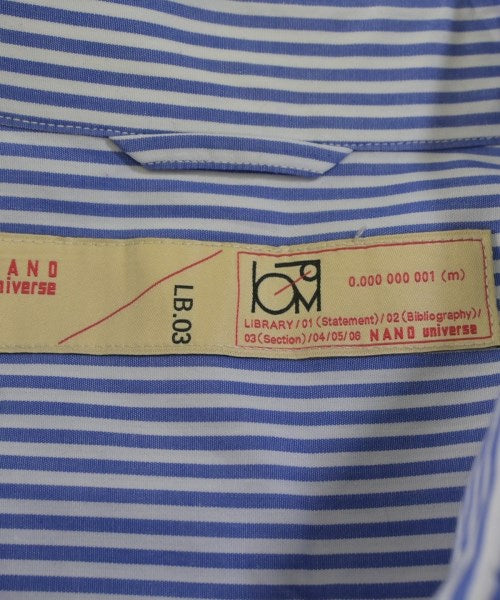 NANO
universe
LB.03
0.000 000 001 (m)
LIBRARY/01(Statement)/02(Bibliography)/
03(Section)/04/05/06 NANO universe